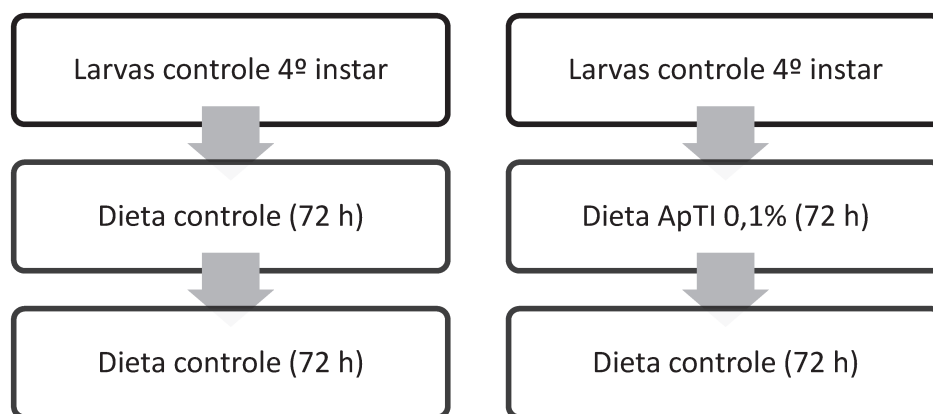 Larvas controle 4º instar
Dieta controle (72 h)
Dieta controle (72 h)
Larvas controle 4º instar
Dieta ApTI 0,1% (72 h)
Dieta controle (72 h)